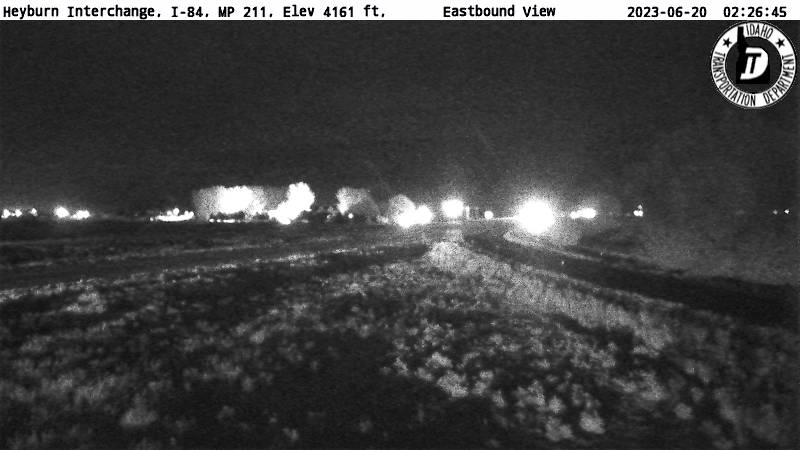 Heyburn Interchange, I-84, MP 211, Elev 4161 ft, Eastbound View 2023-06-20 02:26:45
IDAHO
TRANSPORTATION DEPARTMENT